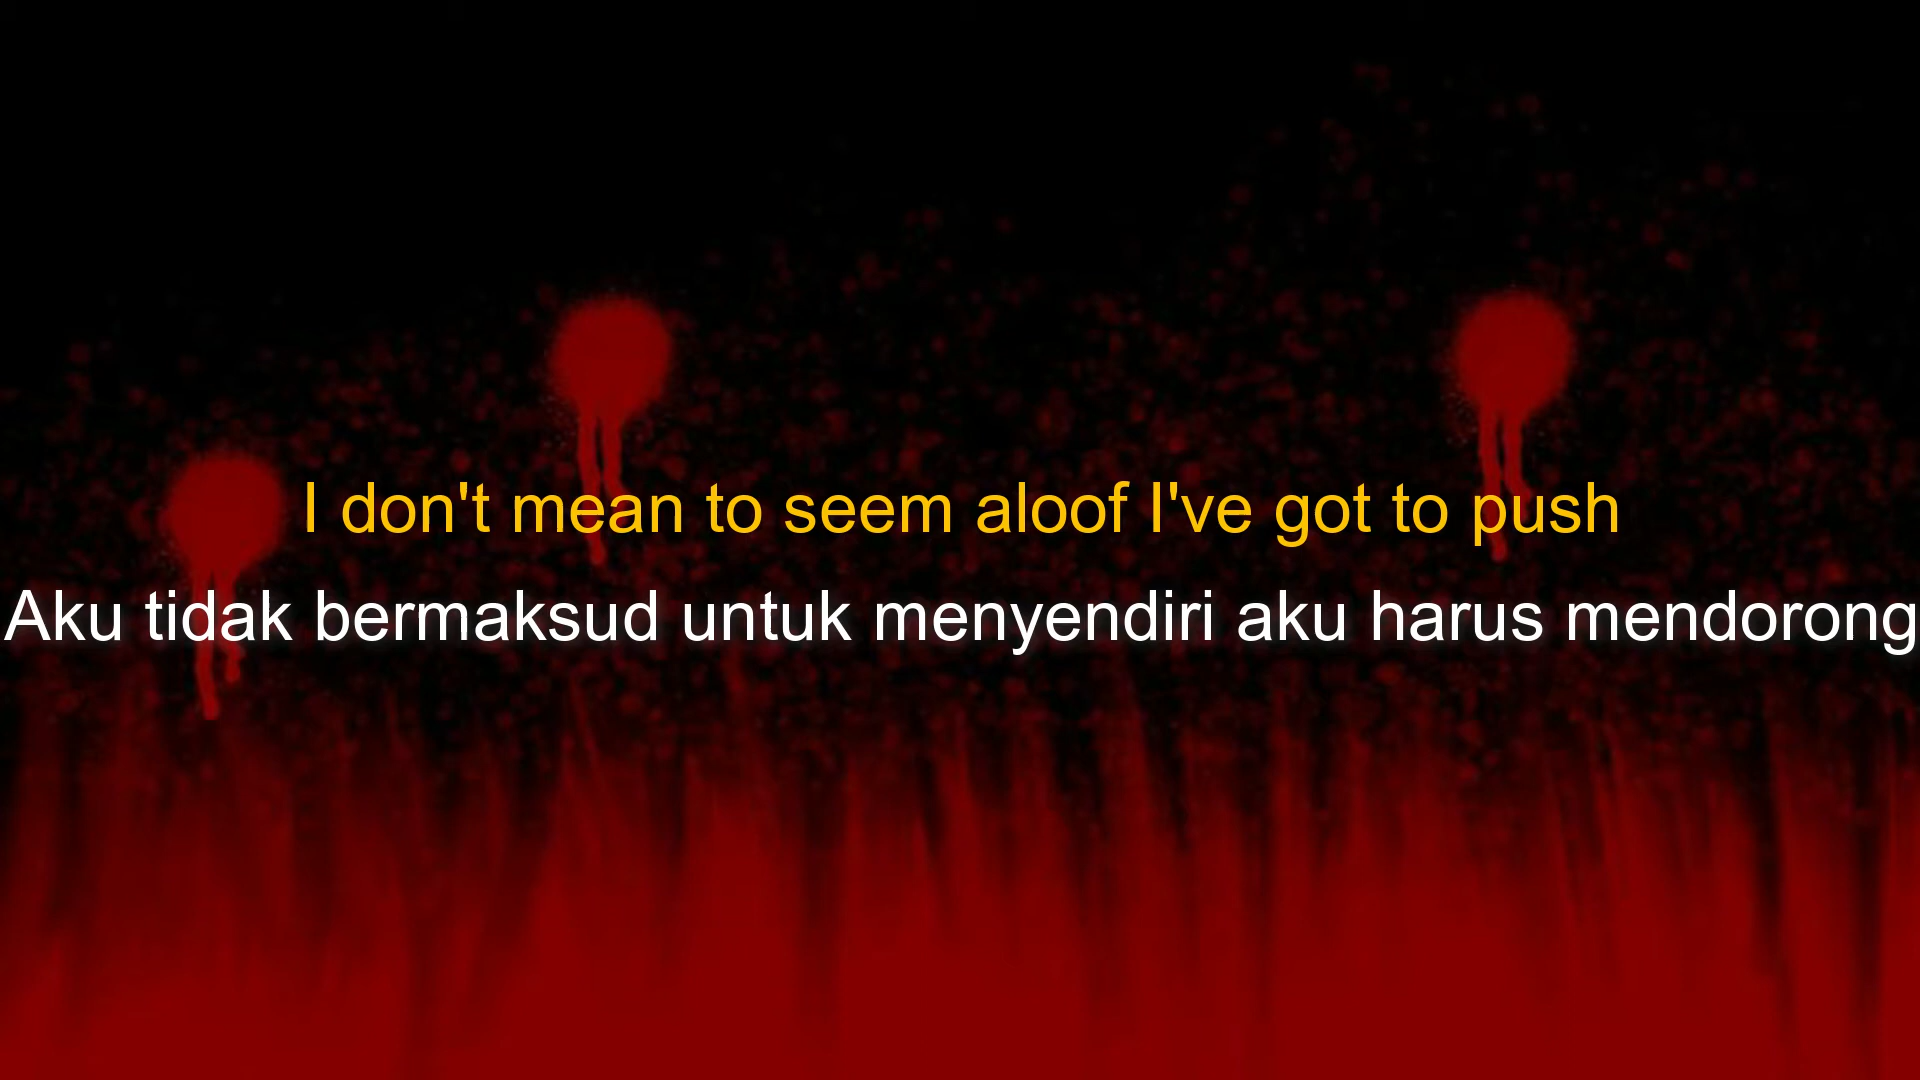 I don't mean to seem aloof I've got to push
Aku tidak bermaksud untuk menyendiri aku harus mendorong